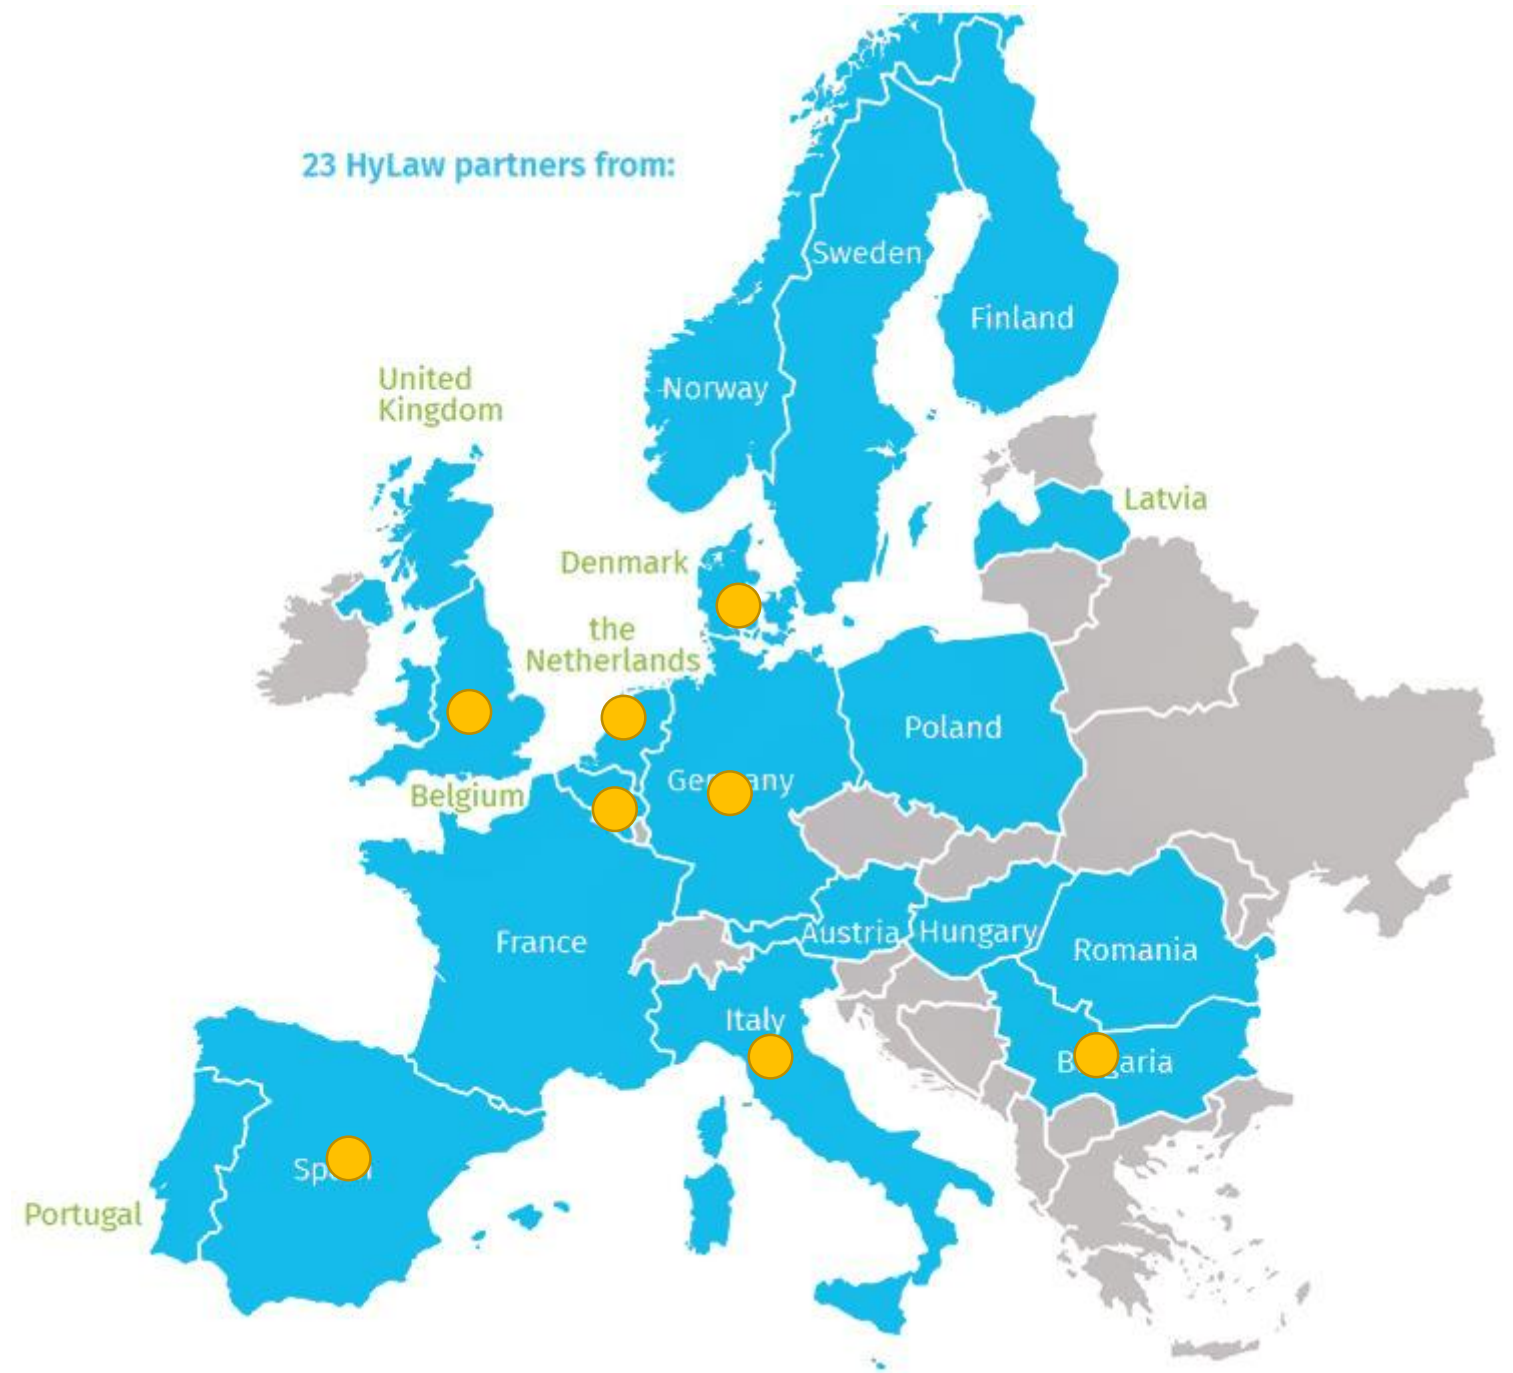 23 HyLaw partners from:
Sweden
Finland
United
Kingdom
Norway
Latvia
Denmark
the
Netherlands
Poland
Belgium
France
Austria
Hungary
Romania
Italy
Portugal